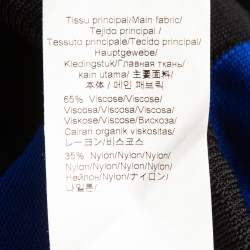 Tissu principal/Main fabric/
Tejido principal /
Tessuto principale/Tecido principal/
Hauptgewebe/
Kledingstuk/Главная ткань/
kain utama/ 主要面料/
本体/ 메인 패브릭
65% Viscose/Viscose/
Viscosa/Viscosa/Viscosa/
Viskose/Viscose/Вискоза/
Cairan organik viskositas/
レーヨン/비스코스
35% Nylon/Nylon/Nylon/
Nylon/Nylon/Nylon/Nylon/
Нейлон/Nylon/ナイロン/
나일론/